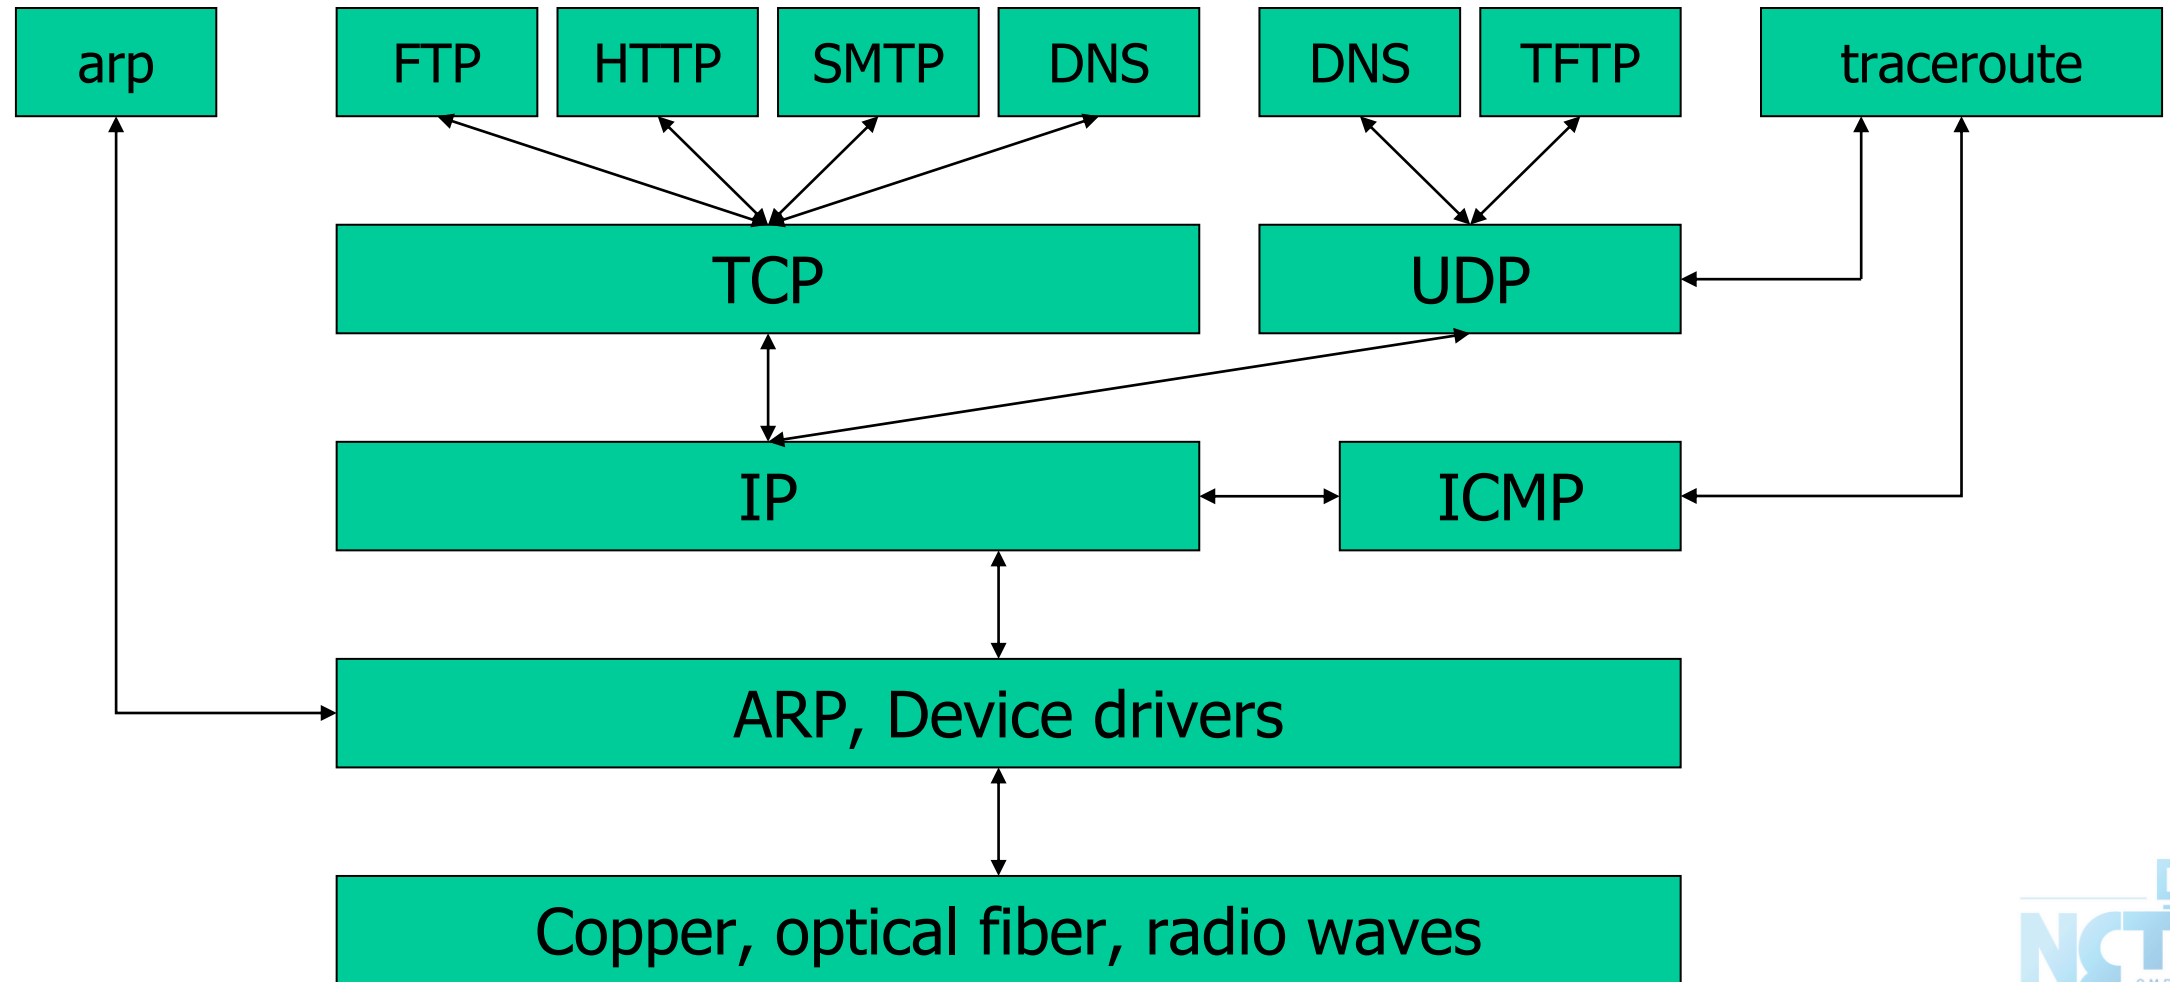 arp
FTP
HTTP
SMTP
DNS
DNS
TFTP
traceroute
TCP
UDP
IP
ICMP
ARP, Device drivers
Copper, optical fiber, radio waves